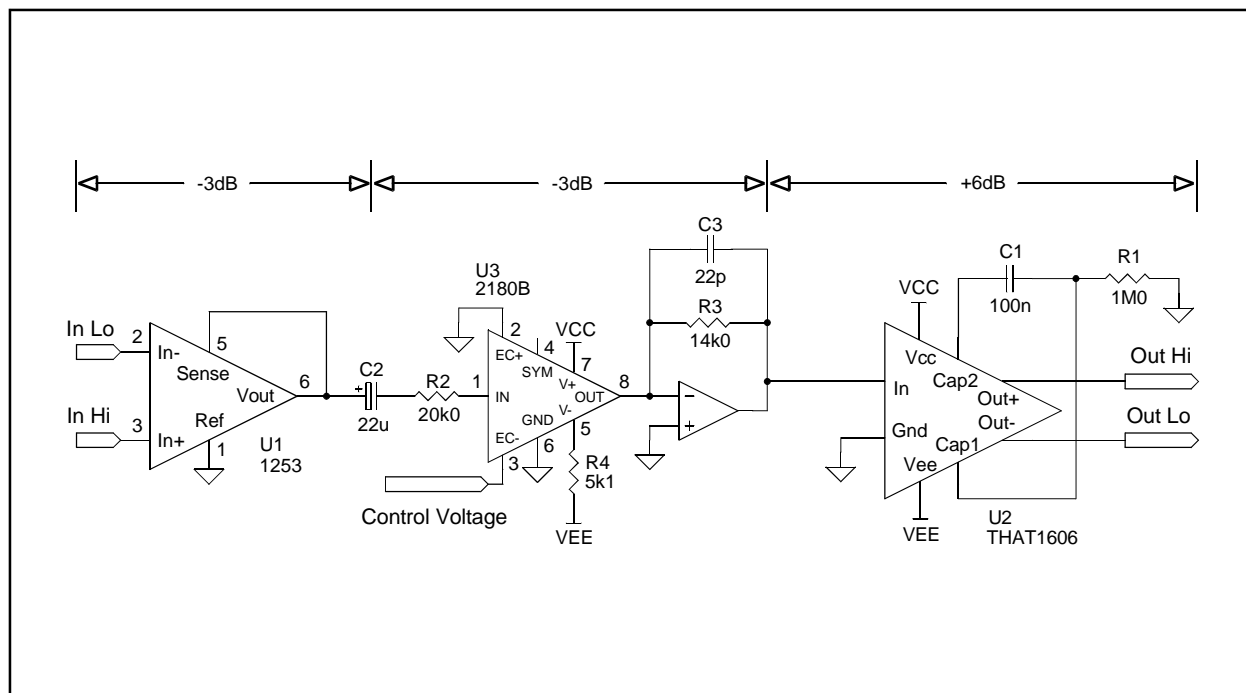 -3dB
-3dB
+6dB
C3
22p
R3
14k0
C1
100n
R1
1M0
U3
2180B
VCC
VCC
In Lo
2
In-
5
Sense
Vout
6
In Hi
3
In+
Ref
1
U1
1253
+
C2
22u
R2
20k0
1
IN
2
EC+
4
SYM
7
V+
OUT
8
V-
5
GND
6
EC-
3
R4
5k1
VEE
Control Voltage
−
+
Vcc
In
Cap2
Out+
Out-
Gnd
Cap1
Vee
VEE
U2
THAT1606
Out Hi
Out Lo